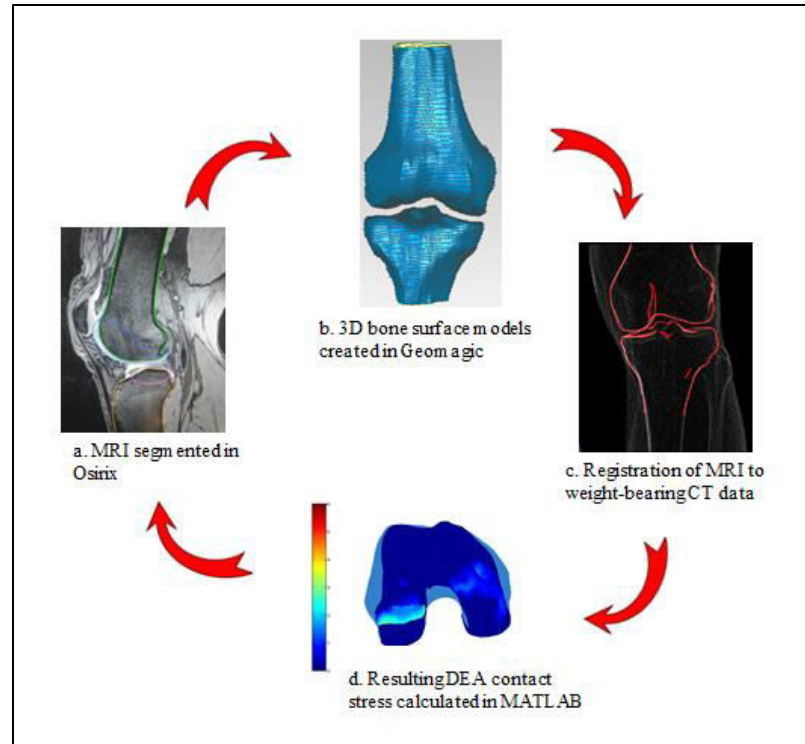 a. MRI segmented in
Osirix
b. 3D bone surface models
created in Geomagic
c. Registration of MRI to
weight-bearing CT data
d. Resulting DEA contact
stress calculated in MATLAB